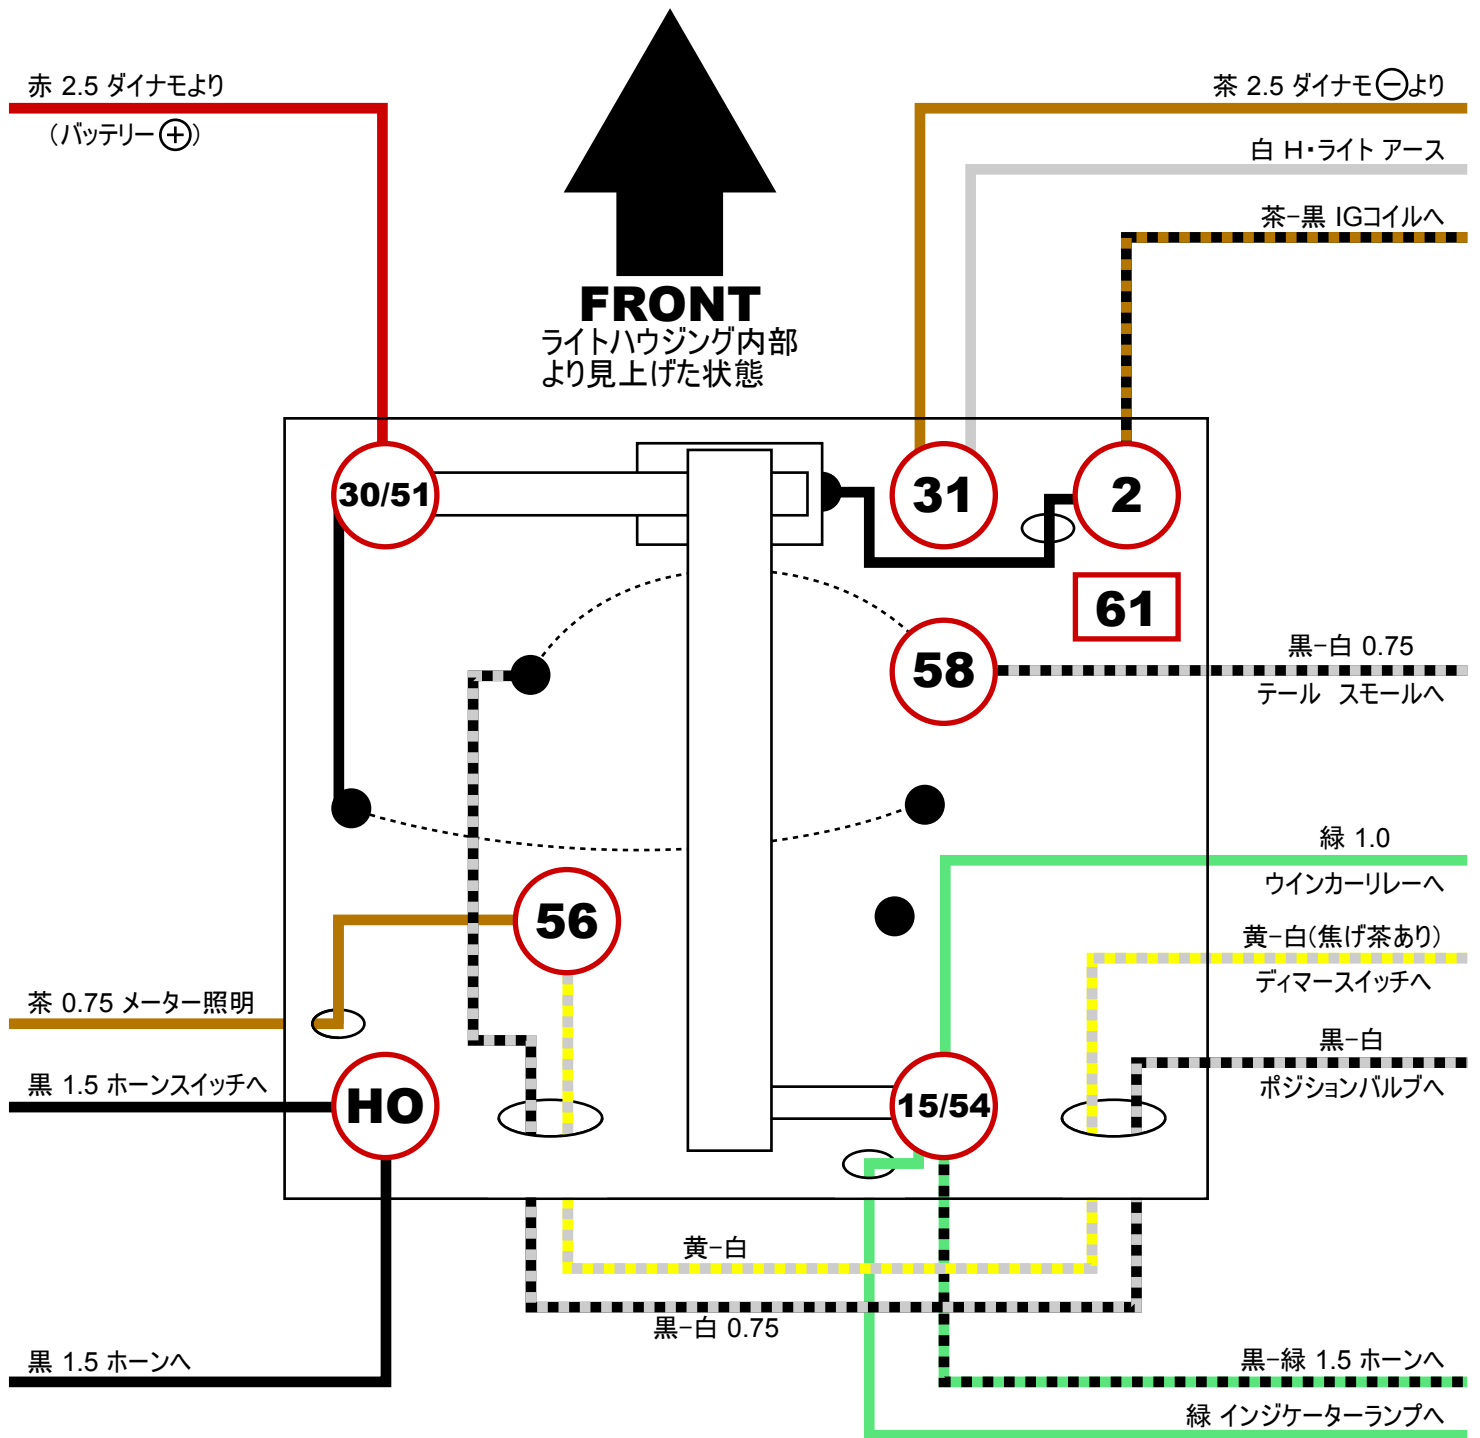 赤 2.5 ダイナモより
(バッテリー⊕)
茶 2.5 ダイナモ⊖より
白 H・ライト アース
茶-黒 IGコイルへ
FRONT
ライトハウジング内部
より見上げた状態
30/51
31
2
61
58
黒-白 0.75
テール スモールへ
緑 1.0
ウインカーリレーへ
56
黄-白(焦げ茶あり)
ディマースイッチへ
茶 0.75 メーター照明
黒-白
ポジションバルブへ
黒 1.5 ホーンスイッチへ
HO
15/54
黄-白
黒-白 0.75
黒 1.5 ホーンへ
黒-緑 1.5 ホーンへ
緑 インジケーターランプへ